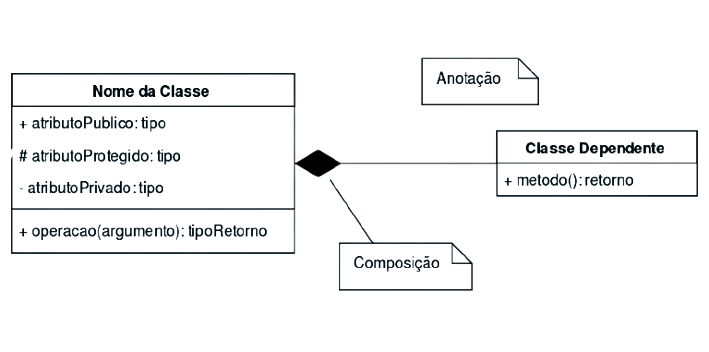 Anotação
Nome da Classe
+ atributoPublico: tipo
# atributoProtegido: tipo
- atributoPrivado: tipo
+ operacao(argumento): tipoRetorno
Classe Dependente
+ metodo(): retorno
Composição